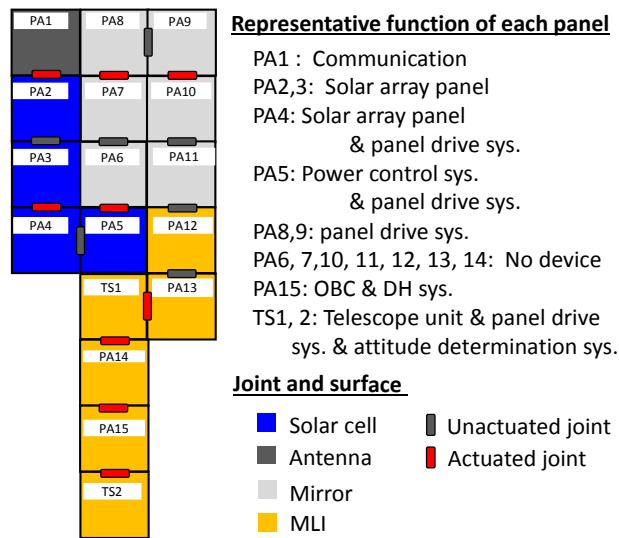 PA1 PA8 PA9
PA2 PA7 PA10
PA3 PA6 PA11
PA4 PA5 PA12
TS1 PA13
PA14
PA15
TS2
Representative function of each panel
PA1 : Communication
PA2,3: Solar array panel
PA4: Solar array panel
& panel drive sys.
PA5: Power control sys.
& panel drive sys.
PA8,9: panel drive sys.
PA6, 7,10, 11, 12, 13, 14: No device
PA15: OBC & DH sys.
TS1, 2: Telescope unit & panel drive
sys. & attitude determination sys.
Joint and surface
Solar cell Unactuated joint
Antenna Actuated joint
Mirror
MLI